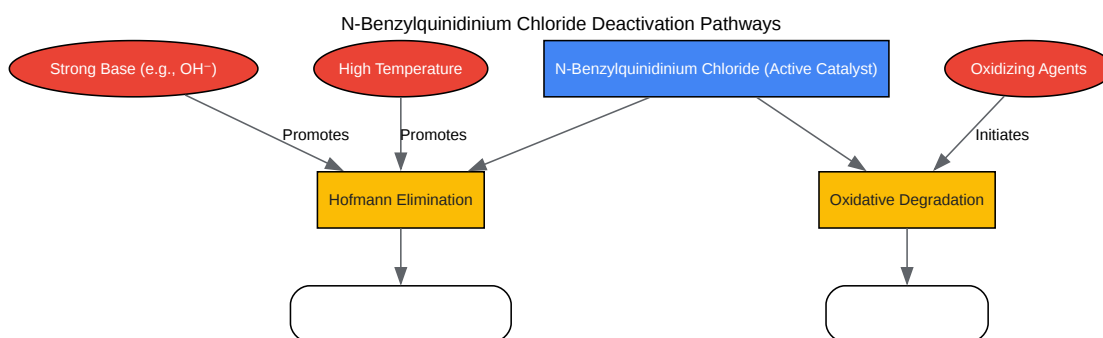 N-Benzylquinidinium Chloride Deactivation Pathways
Strong Base (e.g., OH⁻)
High Temperature
N-Benzylquinidinium Chloride (Active Catalyst)
Oxidizing Agents
Promotes
Promotes
Initiates
Hofmann Elimination
Oxidative Degradation